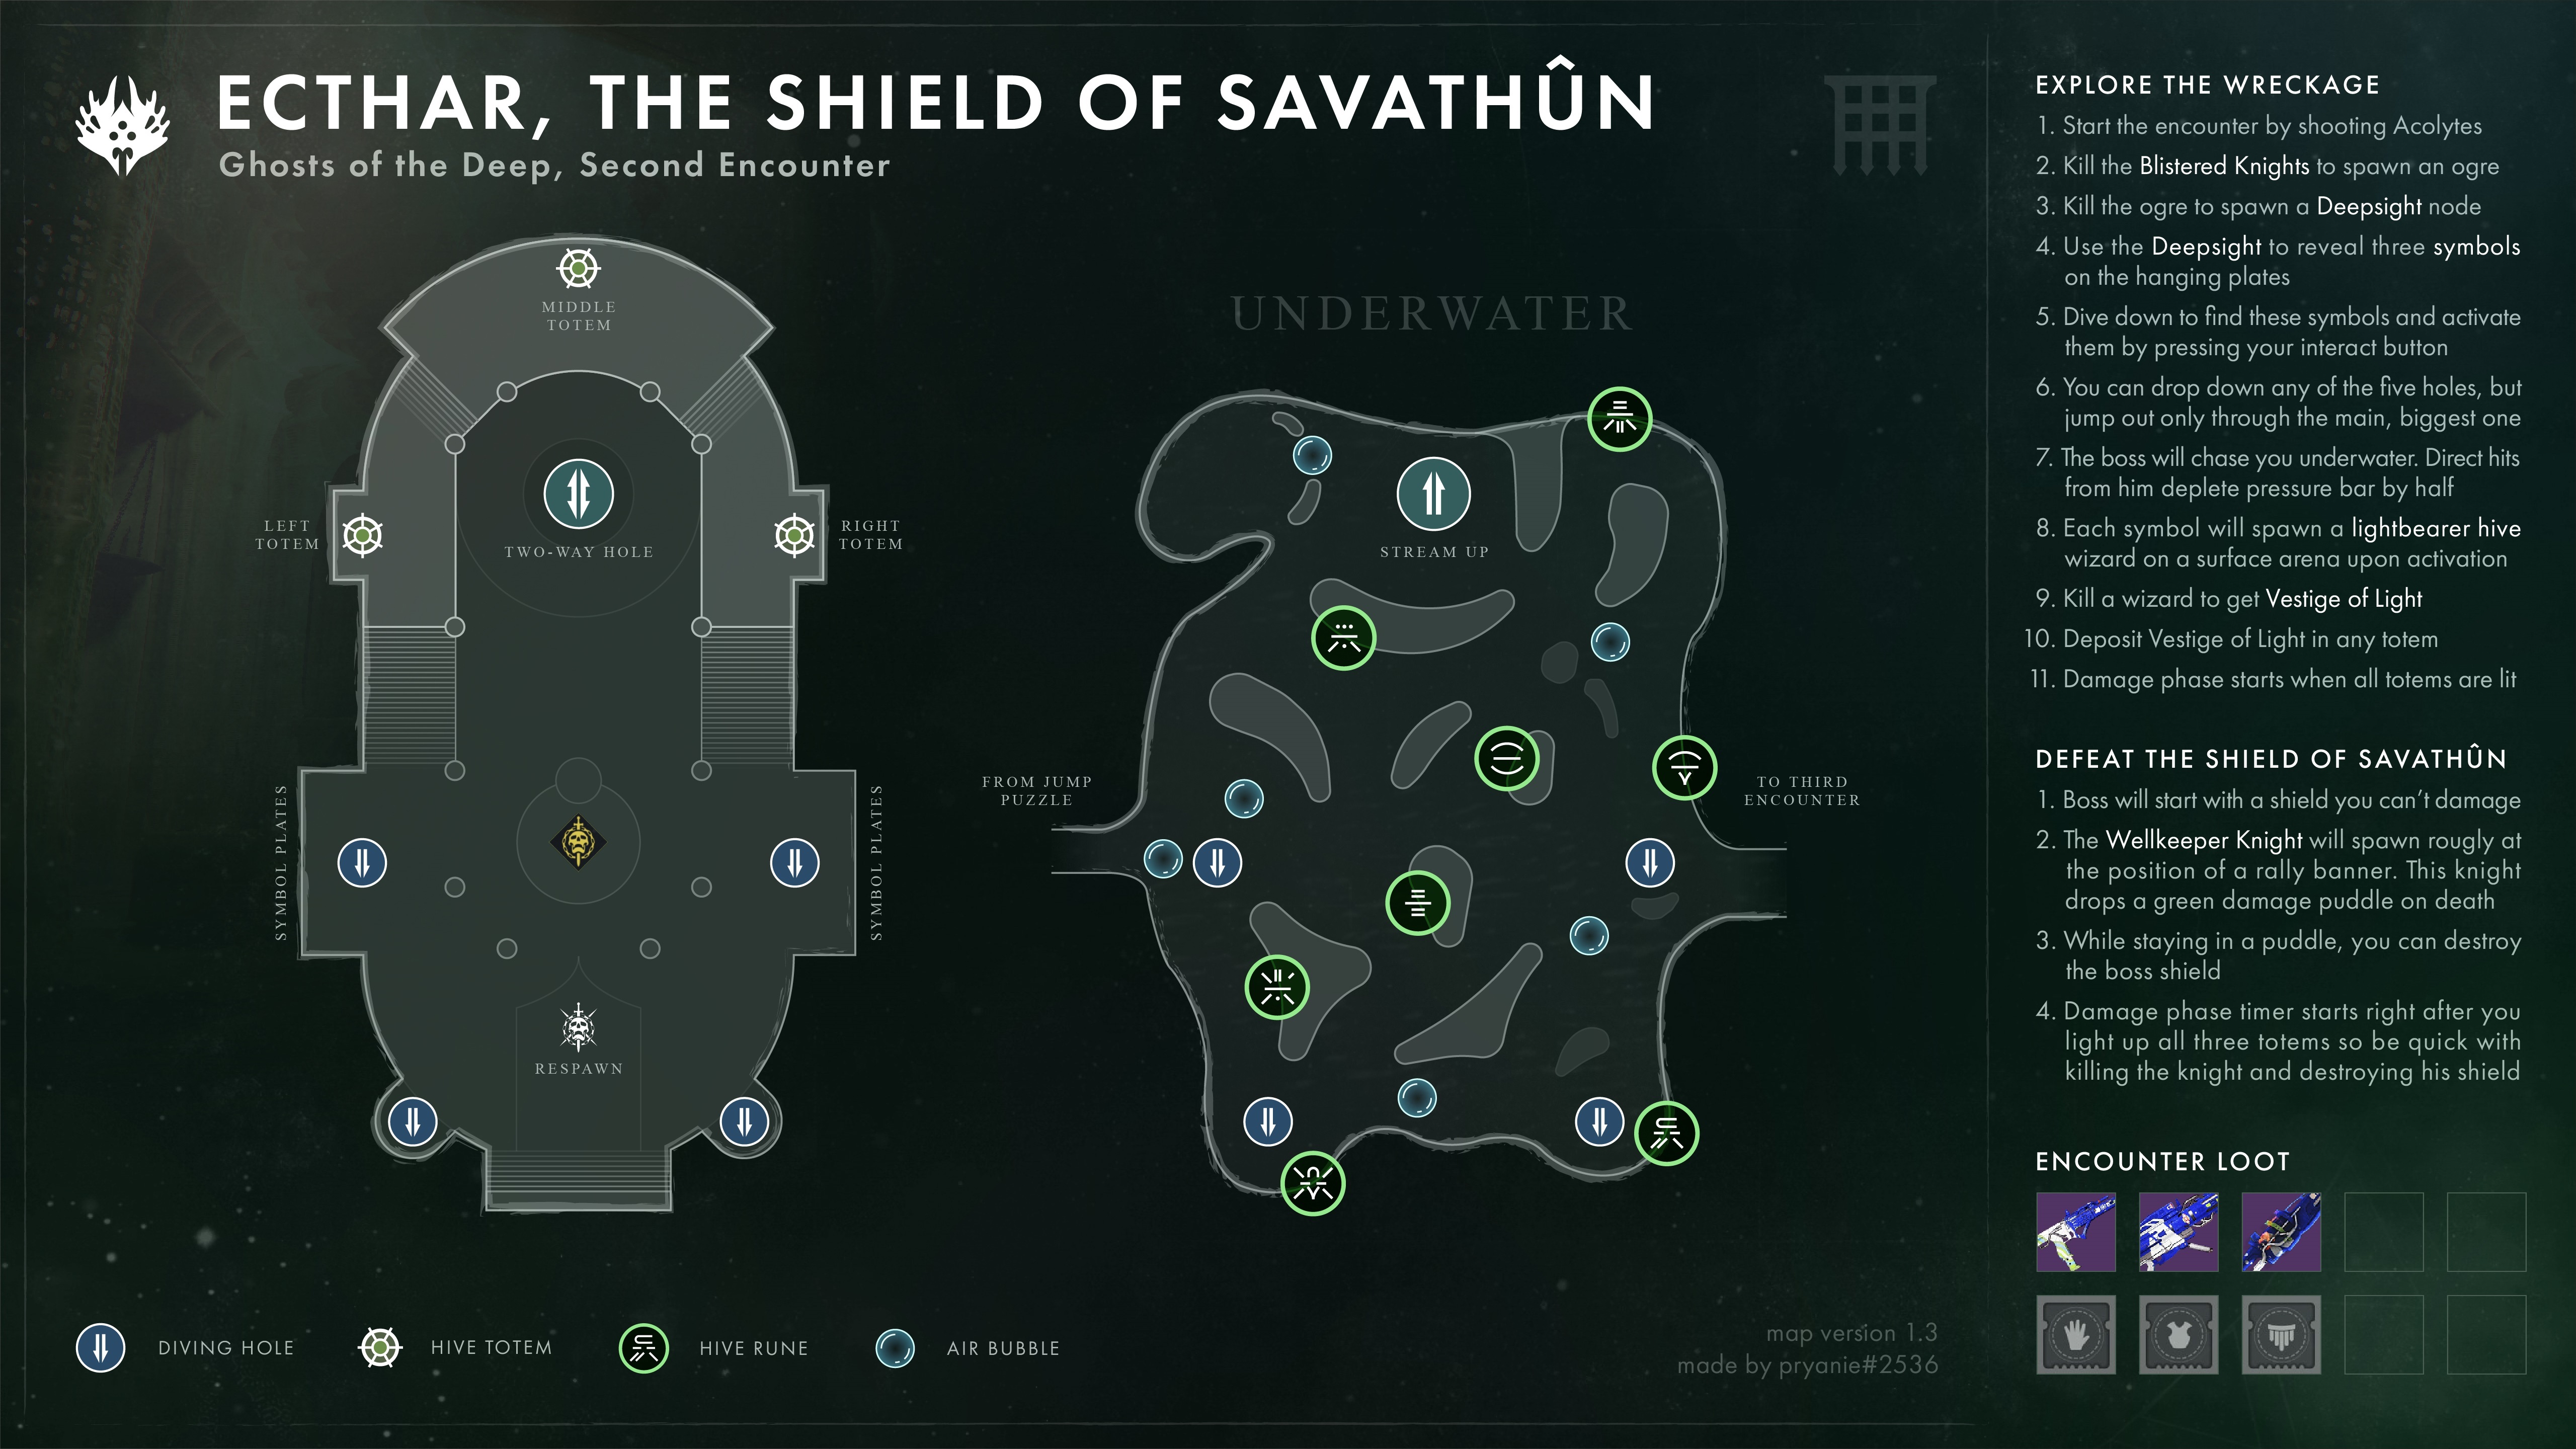 ECTHAR, THE SHIELD OF SAVATHÛN
Ghosts of the Deep, Second Encounter
MIDDLE
TOTEM
LEFT
TOTEM
RIGHT
TOTEM
TWO-WAY HOLE
SYMBOL PLATES
SYMBOL PLATES
RESPAWN
UNDERWATER
STREAM UP
FROM JUMP
PUZZLE
TO THIRD
ENCOUNTER
DIVING HOLE
HIVE TOTEM
HIVE RUNE
AIR BUBBLE
map version 1.3
made by pryanie#2536
EXPLORE THE WRECKAGE
1. Start the encounter by shooting Acolytes
2. Kill the Blistered Knights to spawn an ogre
3. Kill the ogre to spawn a Deepsight node
4. Use the Deepsight to reveal three symbols
on the hanging plates
5. Dive down to find these symbols and activate
them by pressing your interact button
6. You can drop down any of the five holes, but
jump out only through the main, biggest one
7. The boss will chase you underwater. Direct hits
from him deplete pressure bar by half
8. Each symbol will spawn a lightbearer hive
wizard on a surface arena upon activation
9. Kill a wizard to get Vestige of Light
10. Deposit Vestige of Light in any totem
11. Damage phase starts when all totems are lit
DEFEAT THE SHIELD OF SAVATHÛN
1. Boss will start with a shield you can't damage
2. The Wellkeeper Knight will spawn rougly at
the position of a rally banner. This knight
drops a green damage puddle on death
3. While staying in a puddle, you can destroy
the boss shield
4. Damage phase timer starts right after you
light up all three totems so be quick with
killing the knight and destroying his shield
ENCOUNTER LOOT